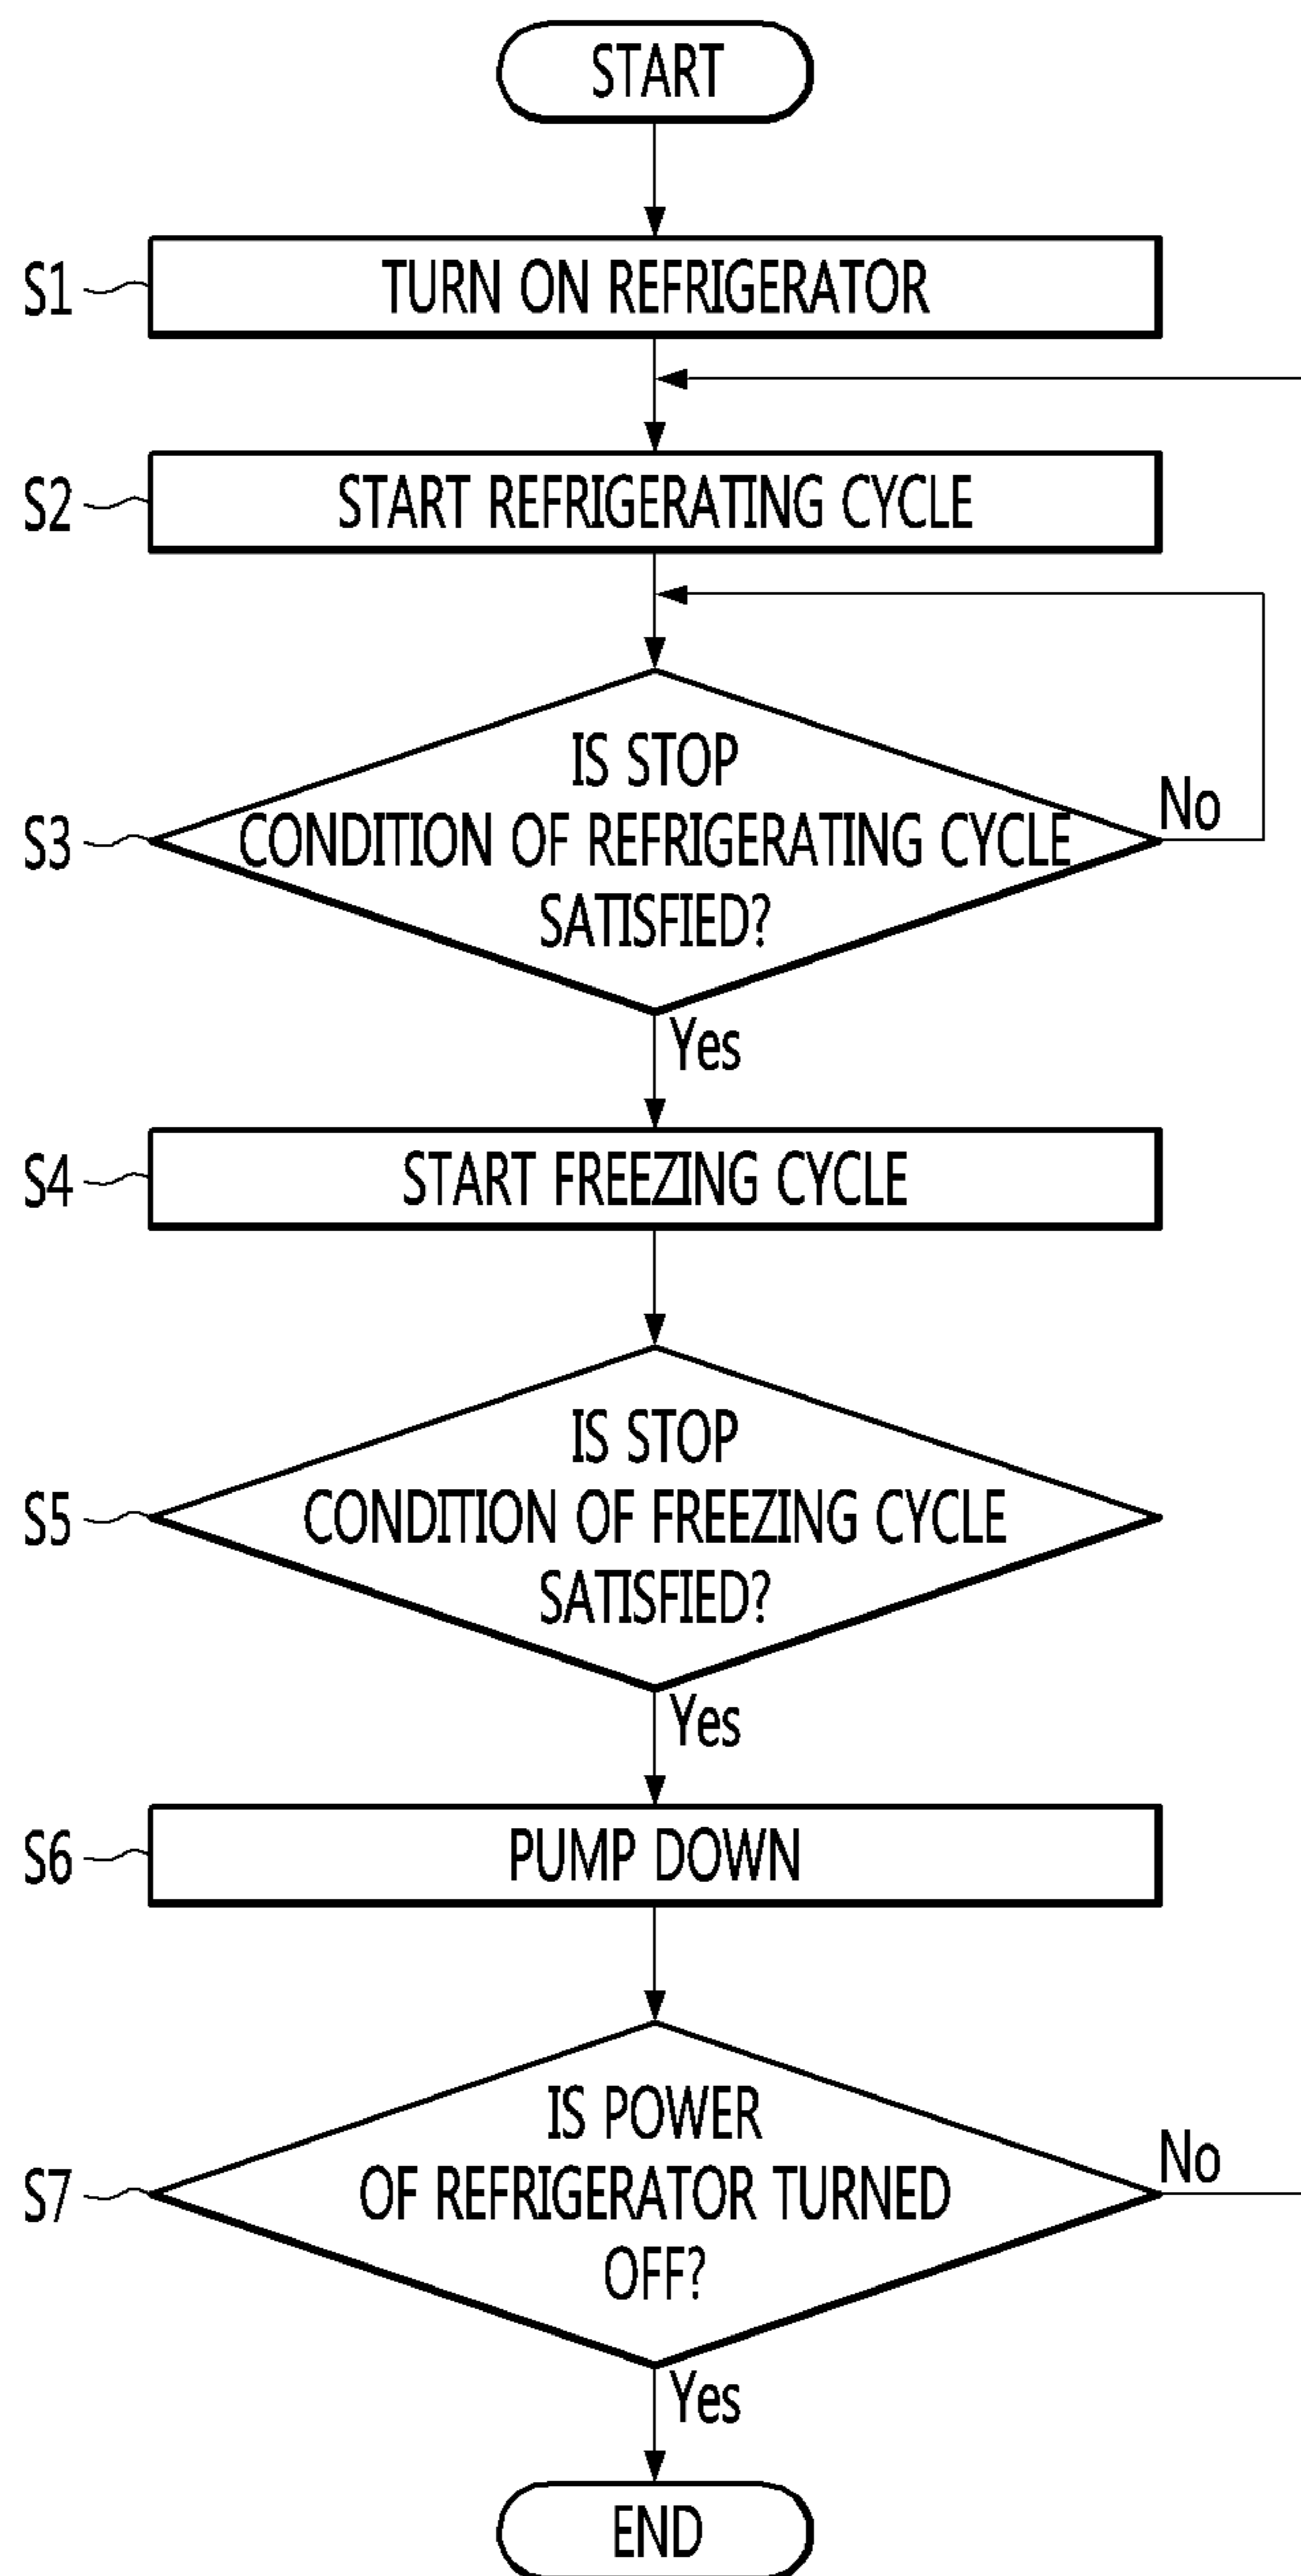 START
S1
TURN ON REFRIGERATOR
S2
START REFRIGERATING CYCLE
S3
IS STOP
CONDITION OF REFRIGERATING CYCLE
SATISFIED?
No
Yes
S4
START FREEZING CYCLE
S5
IS STOP
CONDITION OF FREEZING CYCLE
SATISFIED?
Yes
S6
PUMP DOWN
S7
IS POWER
OF REFRIGERATOR TURNED
OFF?
No
Yes
END